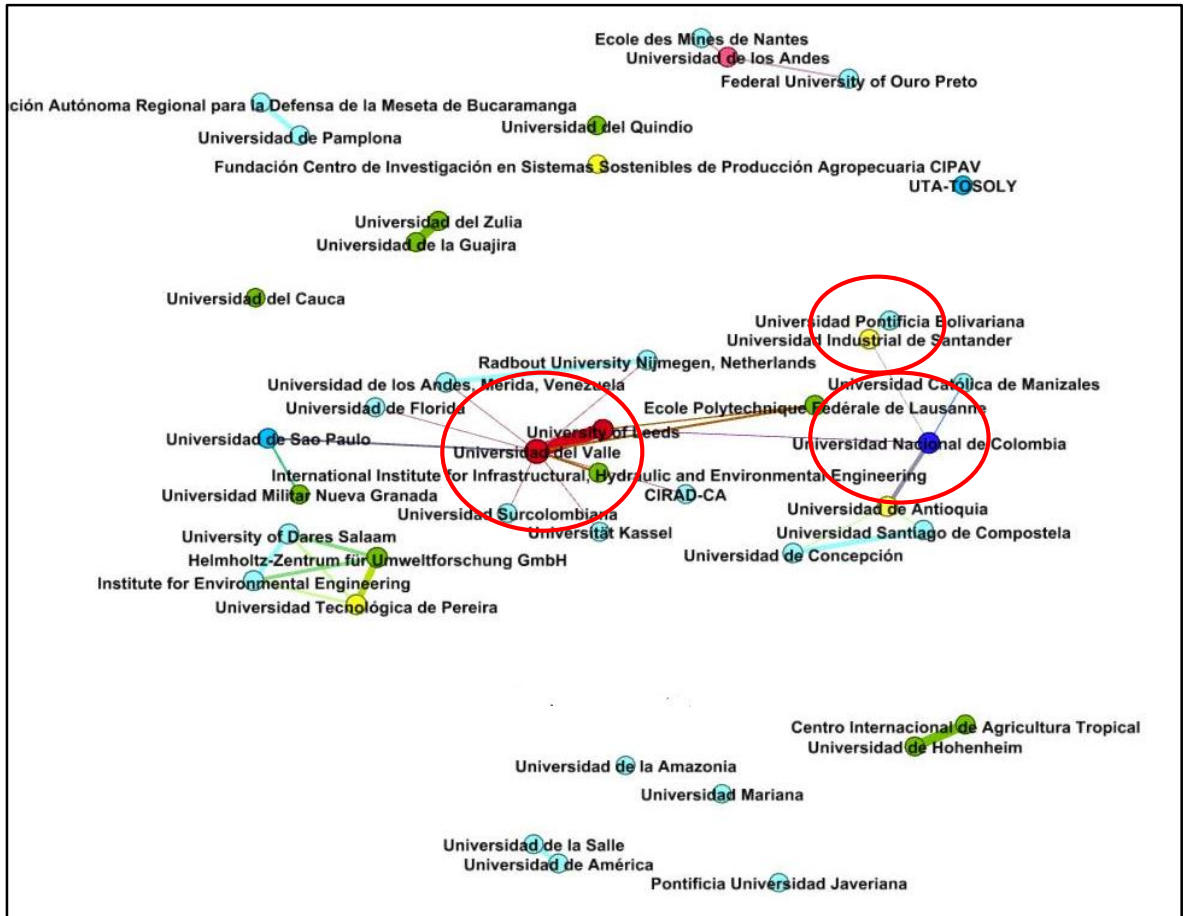 Ecole des Mines de Nantes
Universidad de los Andes
Federal University of Ouro Preto
ción Autónoma Regional para la Defensa de la Meseta de Bucaramanga
Universidad de Pamplona
Universidad del Quindio
Fundación Centro de Investigación en Sistemas Sostenibles de Producción Agropecuaria CIPAV
UTA-TOSOLY
Universidad del Zulia
Universidad de la Guajira
Universidad del Cauca
Universidad Pontificia Bolivariana
Universidad Industrial de Santander
Radbout University Nijmegen, Netherlands
Universidad de los Andes, Mérida, Venezuela
Universidad Católica de Manizales
Universidad de Florida
Ecole Polytechnique Fedérale de Lausanne
University of Leeds
Universidad de Sao Paulo
Universidad Nacional de Colombia
Universidad del Valle
International Institute for Infrastructural, Hydraulic and Environmental Engineering
Universidad Militar Nueva Granada
CIRAD-CA
Universidad Surcolombiana
Universidad de Antioquia
Universität Kassel
Universidad Santiago de Compostela
University of Dares Salaam
Universidad de Concepción
Helmholtz-Zentrum für Umweltforschung GmbH
Institute for Environmental Engineering
Universidad Tecnológica de Pereira
Centro Internacional de Agricultura Tropical
Universidad de Hohenheim
Universidad de la Amazonia
Universidad Mariana
Universidad de la Salle
Universidad de América
Pontificia Universidad Javeriana